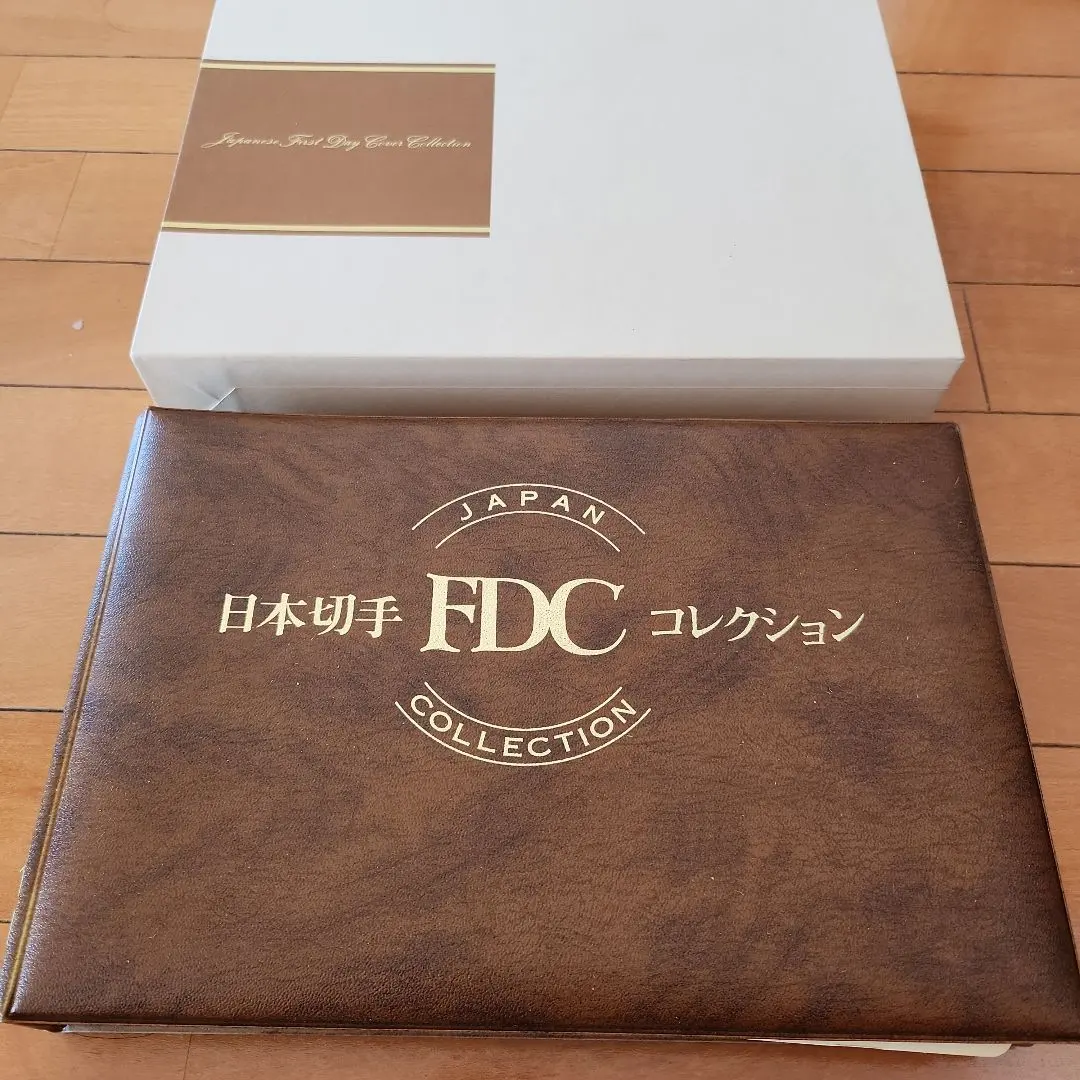 Japanese First Day Cover Collection
JAPAN
日本切手 FDC コレクション
COLLECTION